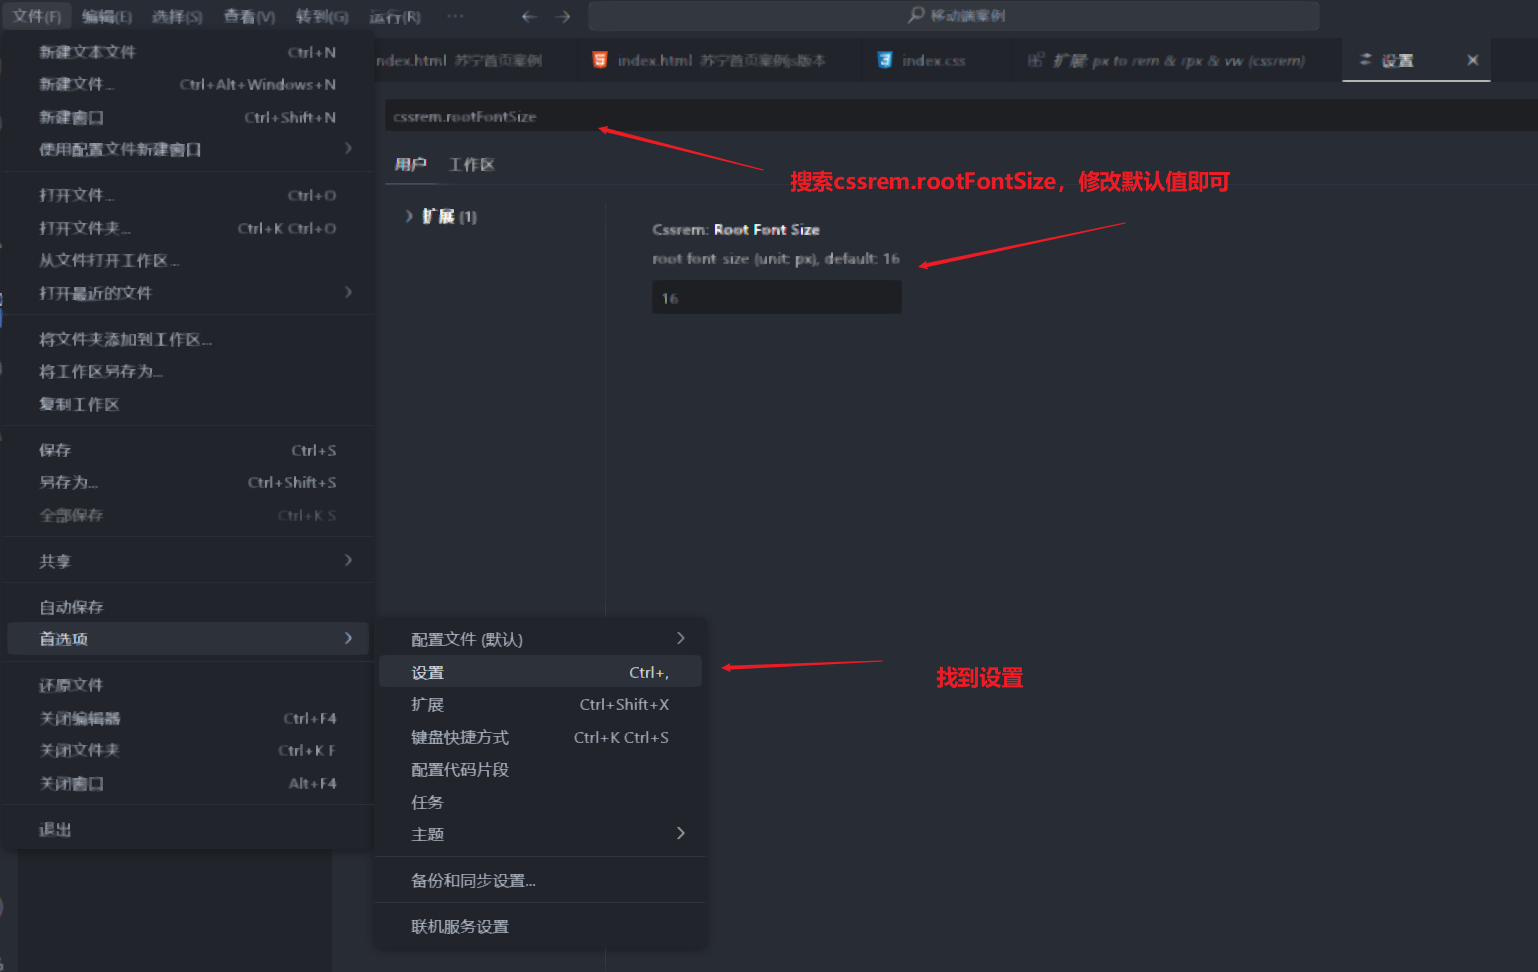 文件(F) 编辑(E) 选择(S) 查看(V) 转到(G) 运行(R) ··· 移动端案例
新建文本文件 Ctrl+N
新建文件... Ctrl+Alt+Windows+N
新建窗口 Ctrl+Shift+N
使用配置文件新建窗口
打开文件... Ctrl+O
打开文件夹... Ctrl+K Ctrl+O
从文件打开工作区...
打开最近的文件
将文件夹添加到工作区...
将工作区另存为...
复制工作区
保存 Ctrl+S
另存为... Ctrl+Shift+S
全部保存 Ctrl+K S
共享
自动保存
首选项
还原文件
关闭编辑器 Ctrl+F4
关闭文件夹 Ctrl+K F
关闭窗口 Alt+F4
退出
ndex.html 苏宁首页案例 index.html 苏宁首页案例js版本 index.css 扩展: px to rem & rpx & vw (cssrem) 设置
cssrem.rootFontSize
用户 工作区
搜索cssrem.rootFontSize，修改默认值即可
扩展 (1)
Cssrem: Root Font Size
root font-size (unit: px), default: 16
16
配置文件 (默认)
设置 Ctrl+,
扩展 Ctrl+Shift+X
键盘快捷方式 Ctrl+K Ctrl+S
配置代码片段
任务
主题
备份和同步设置...
联机服务设置
找到设置